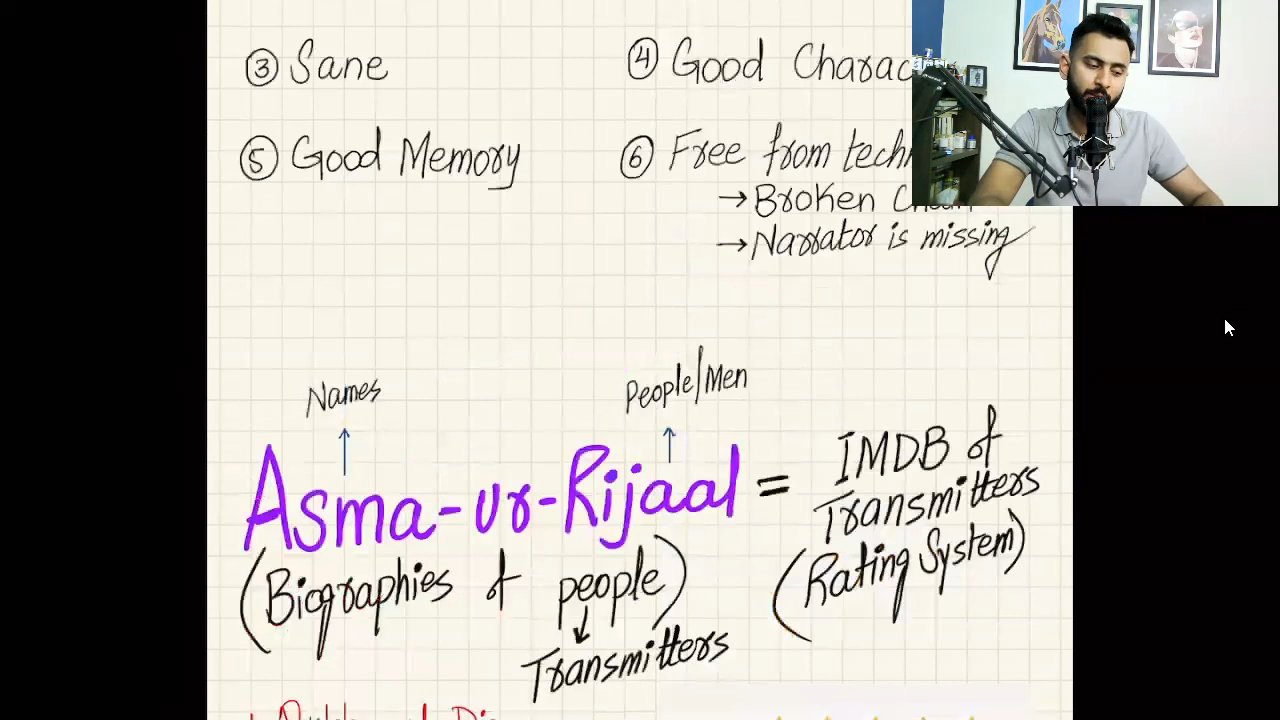 ③ Sane
④ Good Charac
⑤ Good Memory
⑥ Free from tech
→ Broken
→ Narrator is missing
Names
People/Men
Asma-ur-Rijaal = IMDB of Transmitters
(Biographies of people)
(Rating System)
Transmitters